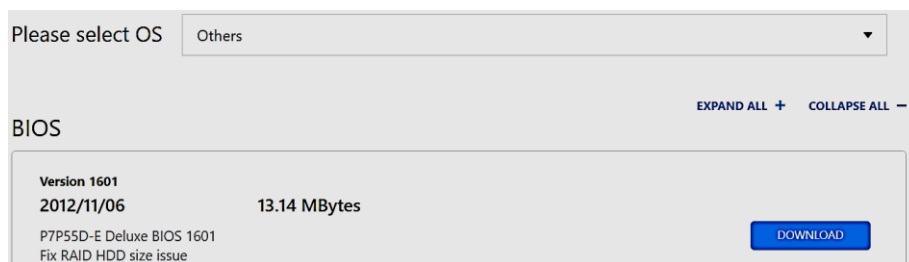 Please select OS Others
EXPAND ALL + COLLAPSE ALL −
BIOS
Version 1601
2012/11/06 13.14 MBytes
P7P55D-E Deluxe BIOS 1601
DOWNLOAD
Fix RAID HDD size issue